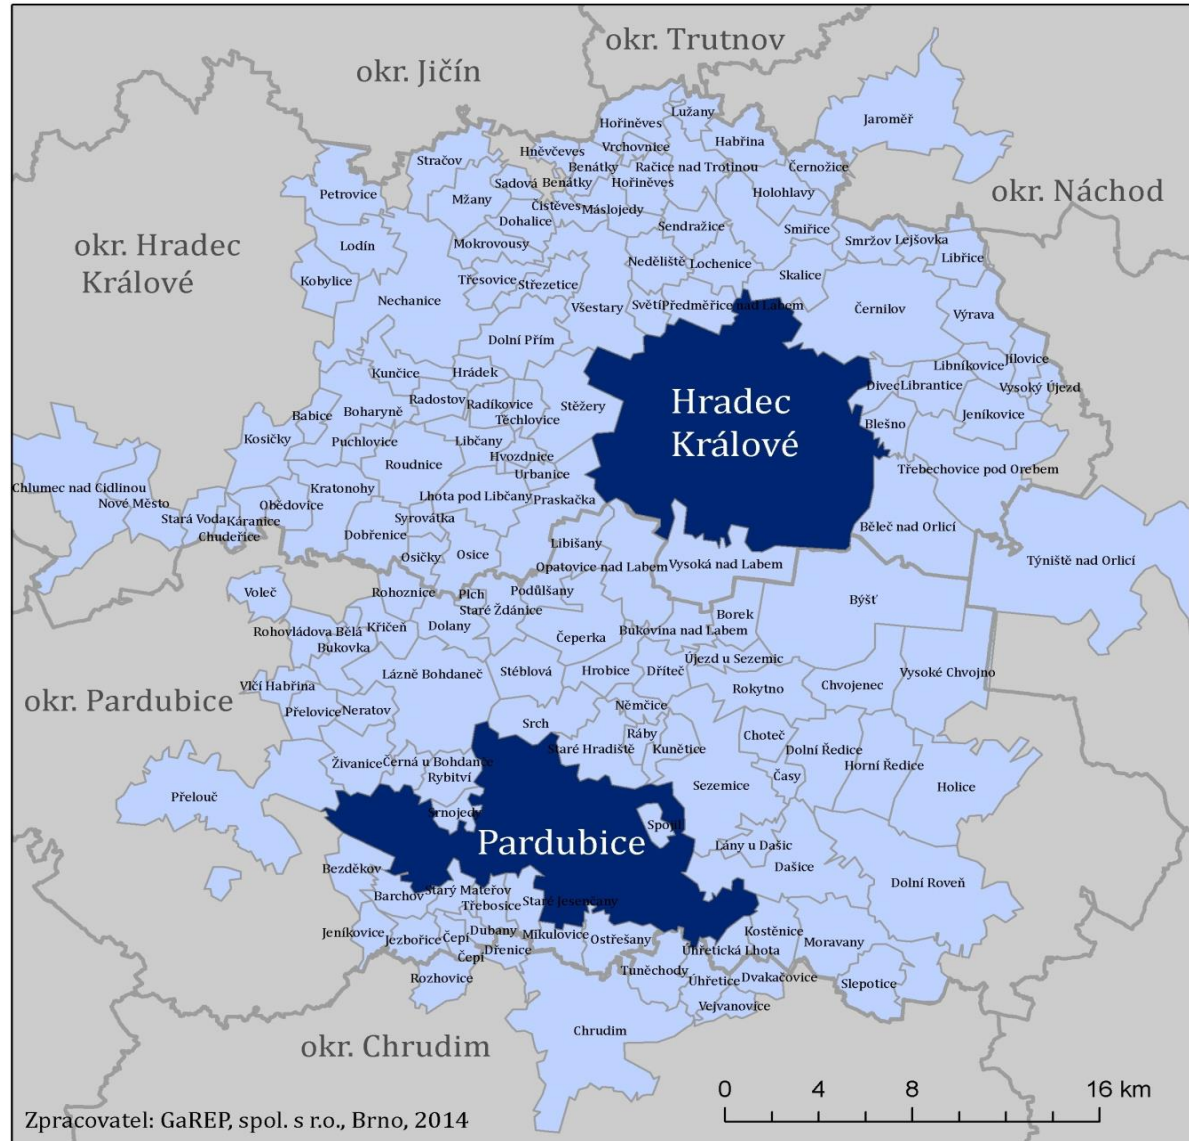 okr. Trutnov
okr. Jičín
Lužany
Jaroměř
Hořiněves
Habřina
Vrchovnice
Hněvčeves
Stračov
Benátky
Račice nad Trotinou
Černožice
Sadová
Benátky
Hořiněves
okr. Náchod
Petrovice
Mžany
Holohlavy
Čistěves
Máslojedy
Dohalice
Šendražice
Smiřice
okr. Hradec
Králové
Lodín
Mokrovousy
Smržov
Lejšovka
Neděliště
Lochenice
Libřice
Kobylice
Třesovice
Střezetice
Skalice
Nechanice
Všestary
Světí
Předměřice nad Labem
Černilov
Výrava
Dolní Přím
Jílovice
Libníkovice
Kunčice
Hrádek
Divec
Librantice
Vysoký Újezd
Hradec
Králové
Radostov
Radíkovice
Stěžery
Babice
Boharyně
Jeníkovice
Těchlovice
Blešno
Kosičky
Puchlovice
Libčany
Hvozdnice
Roudnice
Třebechovice pod Orebem
Urbanice
Chlumec nad Cidlinou
Kratonohy
Lhota pod Libčany
Nové Město
Obědovice
Praskačka
Stará Voda
Káranice
Syrovátka
Běleč nad Orlicí
Chudeřice
Dobřenice
Libišany
Osičky
Osice
Týniště nad Orlicí
Opatovice nad Labem
Vysoká nad Labem
Voleč
Rohoznice
Plch
Podůlšany
Býšť
Staré Ždánice
Borek
Rohovládova Bělá
Křičeň
Dolany
Čeperka
Bukovina nad Labem
Bukovka
Újezd u Sezemic
Lázně Bohdaneč
Stéblová
Hrobice
Dříteč
Vysoké Chvojno
Vlčí Habřina
Rokytno
Chvojenec
okr. Pardubice
Přelovice
Neratov
Němčice
Srch
Ráby
Choteč
Staré Hradiště
Kunětice
Dolní Ředice
Živanice
Černá u Bohdanče
Horní Ředice
Rybitví
Časy
Sezemice
Holice
Přelouč
Srnojedy
Spojil
Pardubice
Lány u Dašic
Bezděkov
Dašice
Dolní Roveň
Starý Mateřov
Barchov
Třebosice
Staré Jesenčany
Jeníkovice
Dubany
Kostěnice
Jezbořice
Čepí
Mikulovice
Ostřešany
Moravany
Dřenice
Úhřetická Lhota
Čepí
Rozhovice
Tuněchody
Úhřetice
Dvakačovice
Slepotice
Vejvanovice
Chrudim
okr. Chrudim
0 4 8 16 km
Zpracovatel: GaREP, spol. s r.o., Brno, 2014